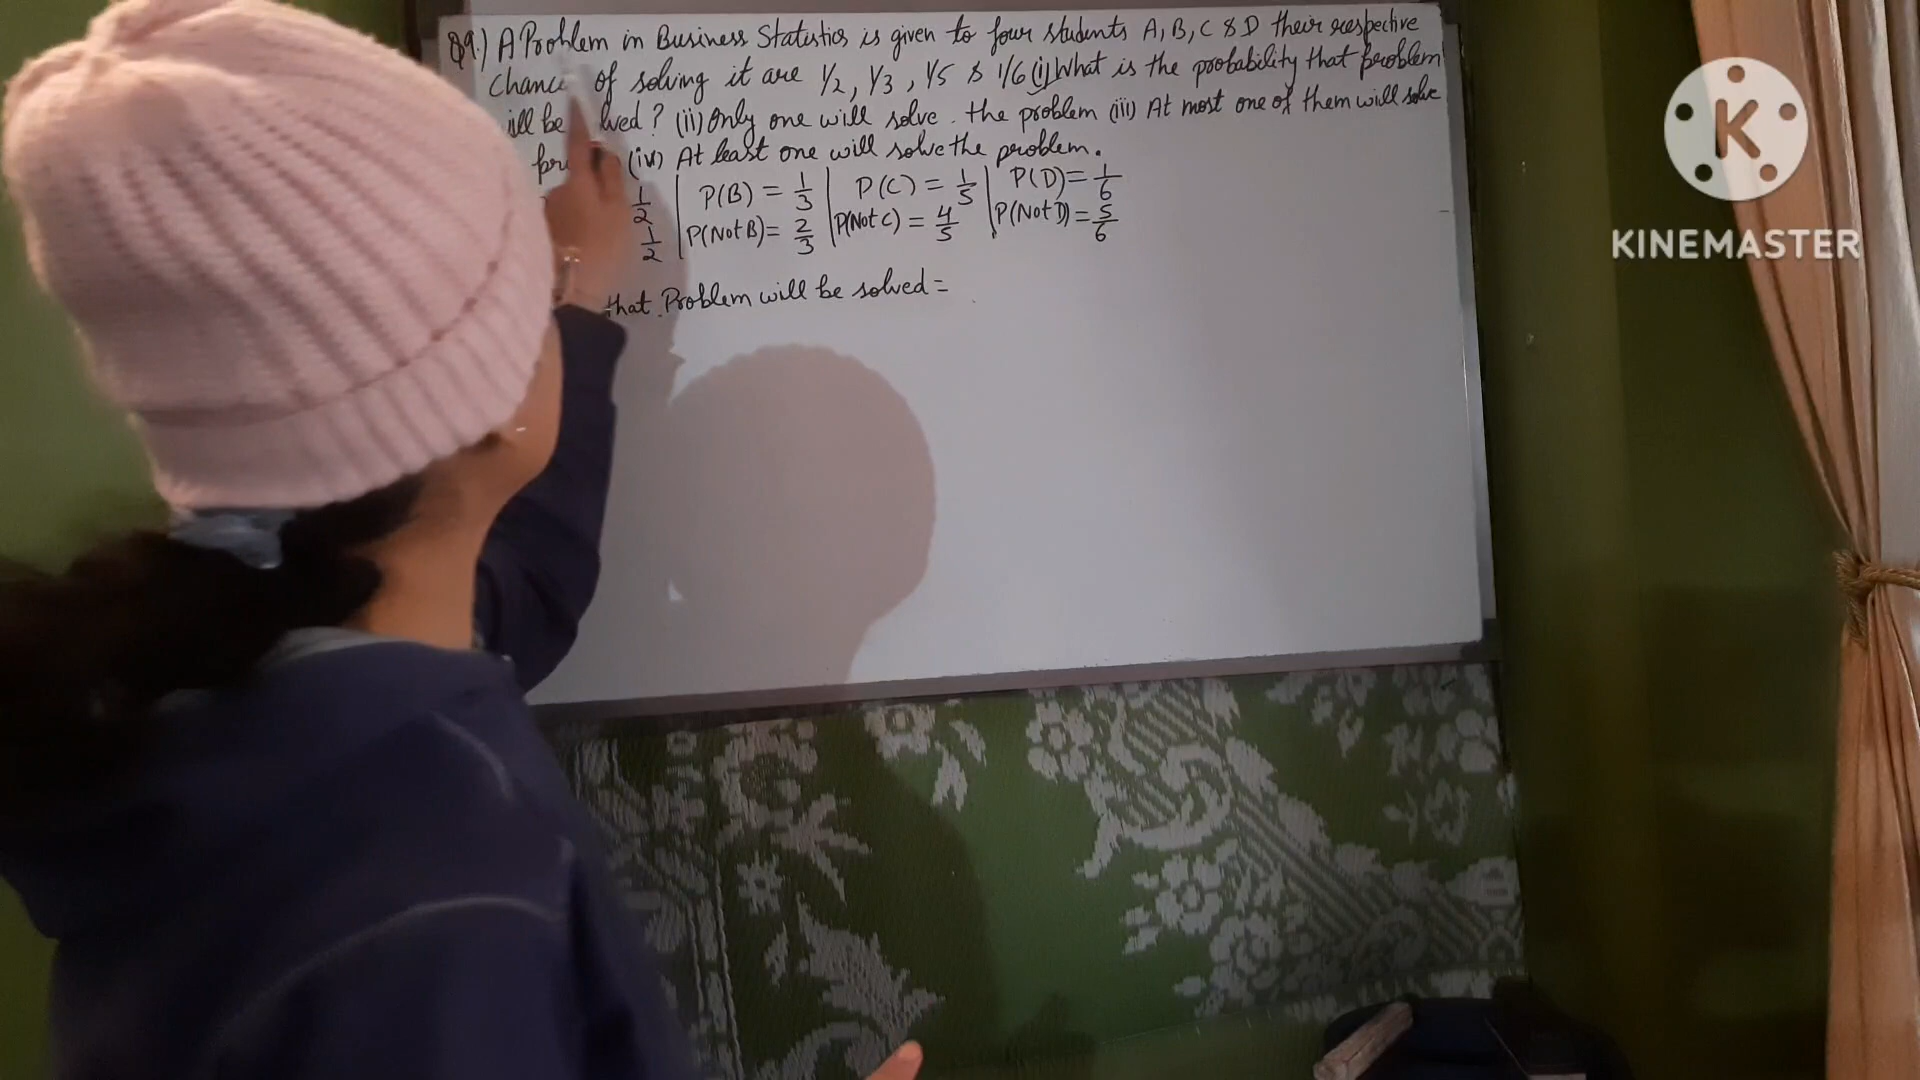 Q9.) A Problem in Business Statistics is given to four students A, B, C & D their respective
Chance of solving it are 1/2, 1/3, 1/5 & 1/6 (i) What is the probability that problem
ill be lved? (ii) Only one will solve. the problem (iii) At most one of them will solve
(iv) At least one will solve the problem.
1/2 | P(B) = 1/3 | P(C) = 1/5 | P(D) = 1/6
1/2 | P(Not B) = 2/3 | P(Not C) = 4/5 | P(Not D) = 5/6
that Problem will be solved =
K
KINEMASTER